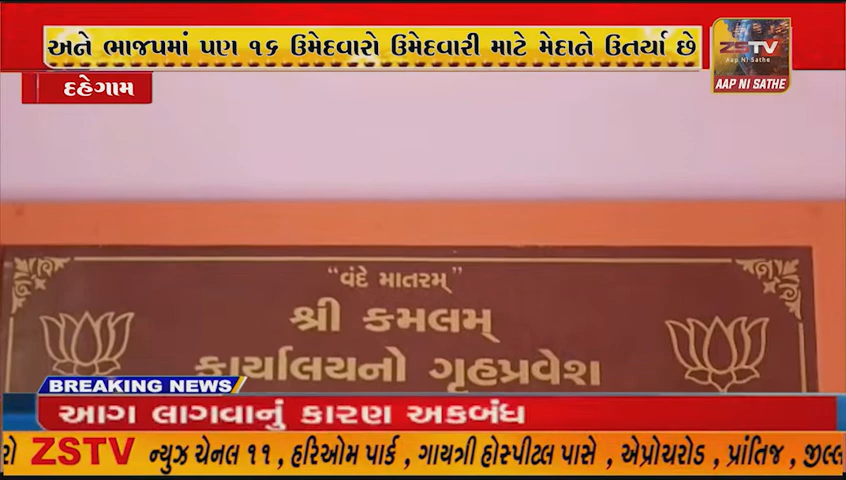 અને ભાજપમાં પણ ૧૬ ઉમેદવારો ઉમેદવારી માટે મેદાને ઉતર્યા છે
ZSTV
Aap Ni Sathe
AAP NI SATHE
દહેગામ
"વંદે માતરમ્"
શ્રી કમલમ્
કાર્યાલયનો ગૃહપ્રવેશ
BREAKING NEWS
આગ લાગવાનું કારણ અકબંધ
રો ZSTV ન્યુઝ ચેનલ ૧૧ , હરિઓમ પાર્ક , ગાયત્રી હોસ્પીટલ પાસે , એપ્રોચરોડ , પ્રાંતિજ , જીલ્લ